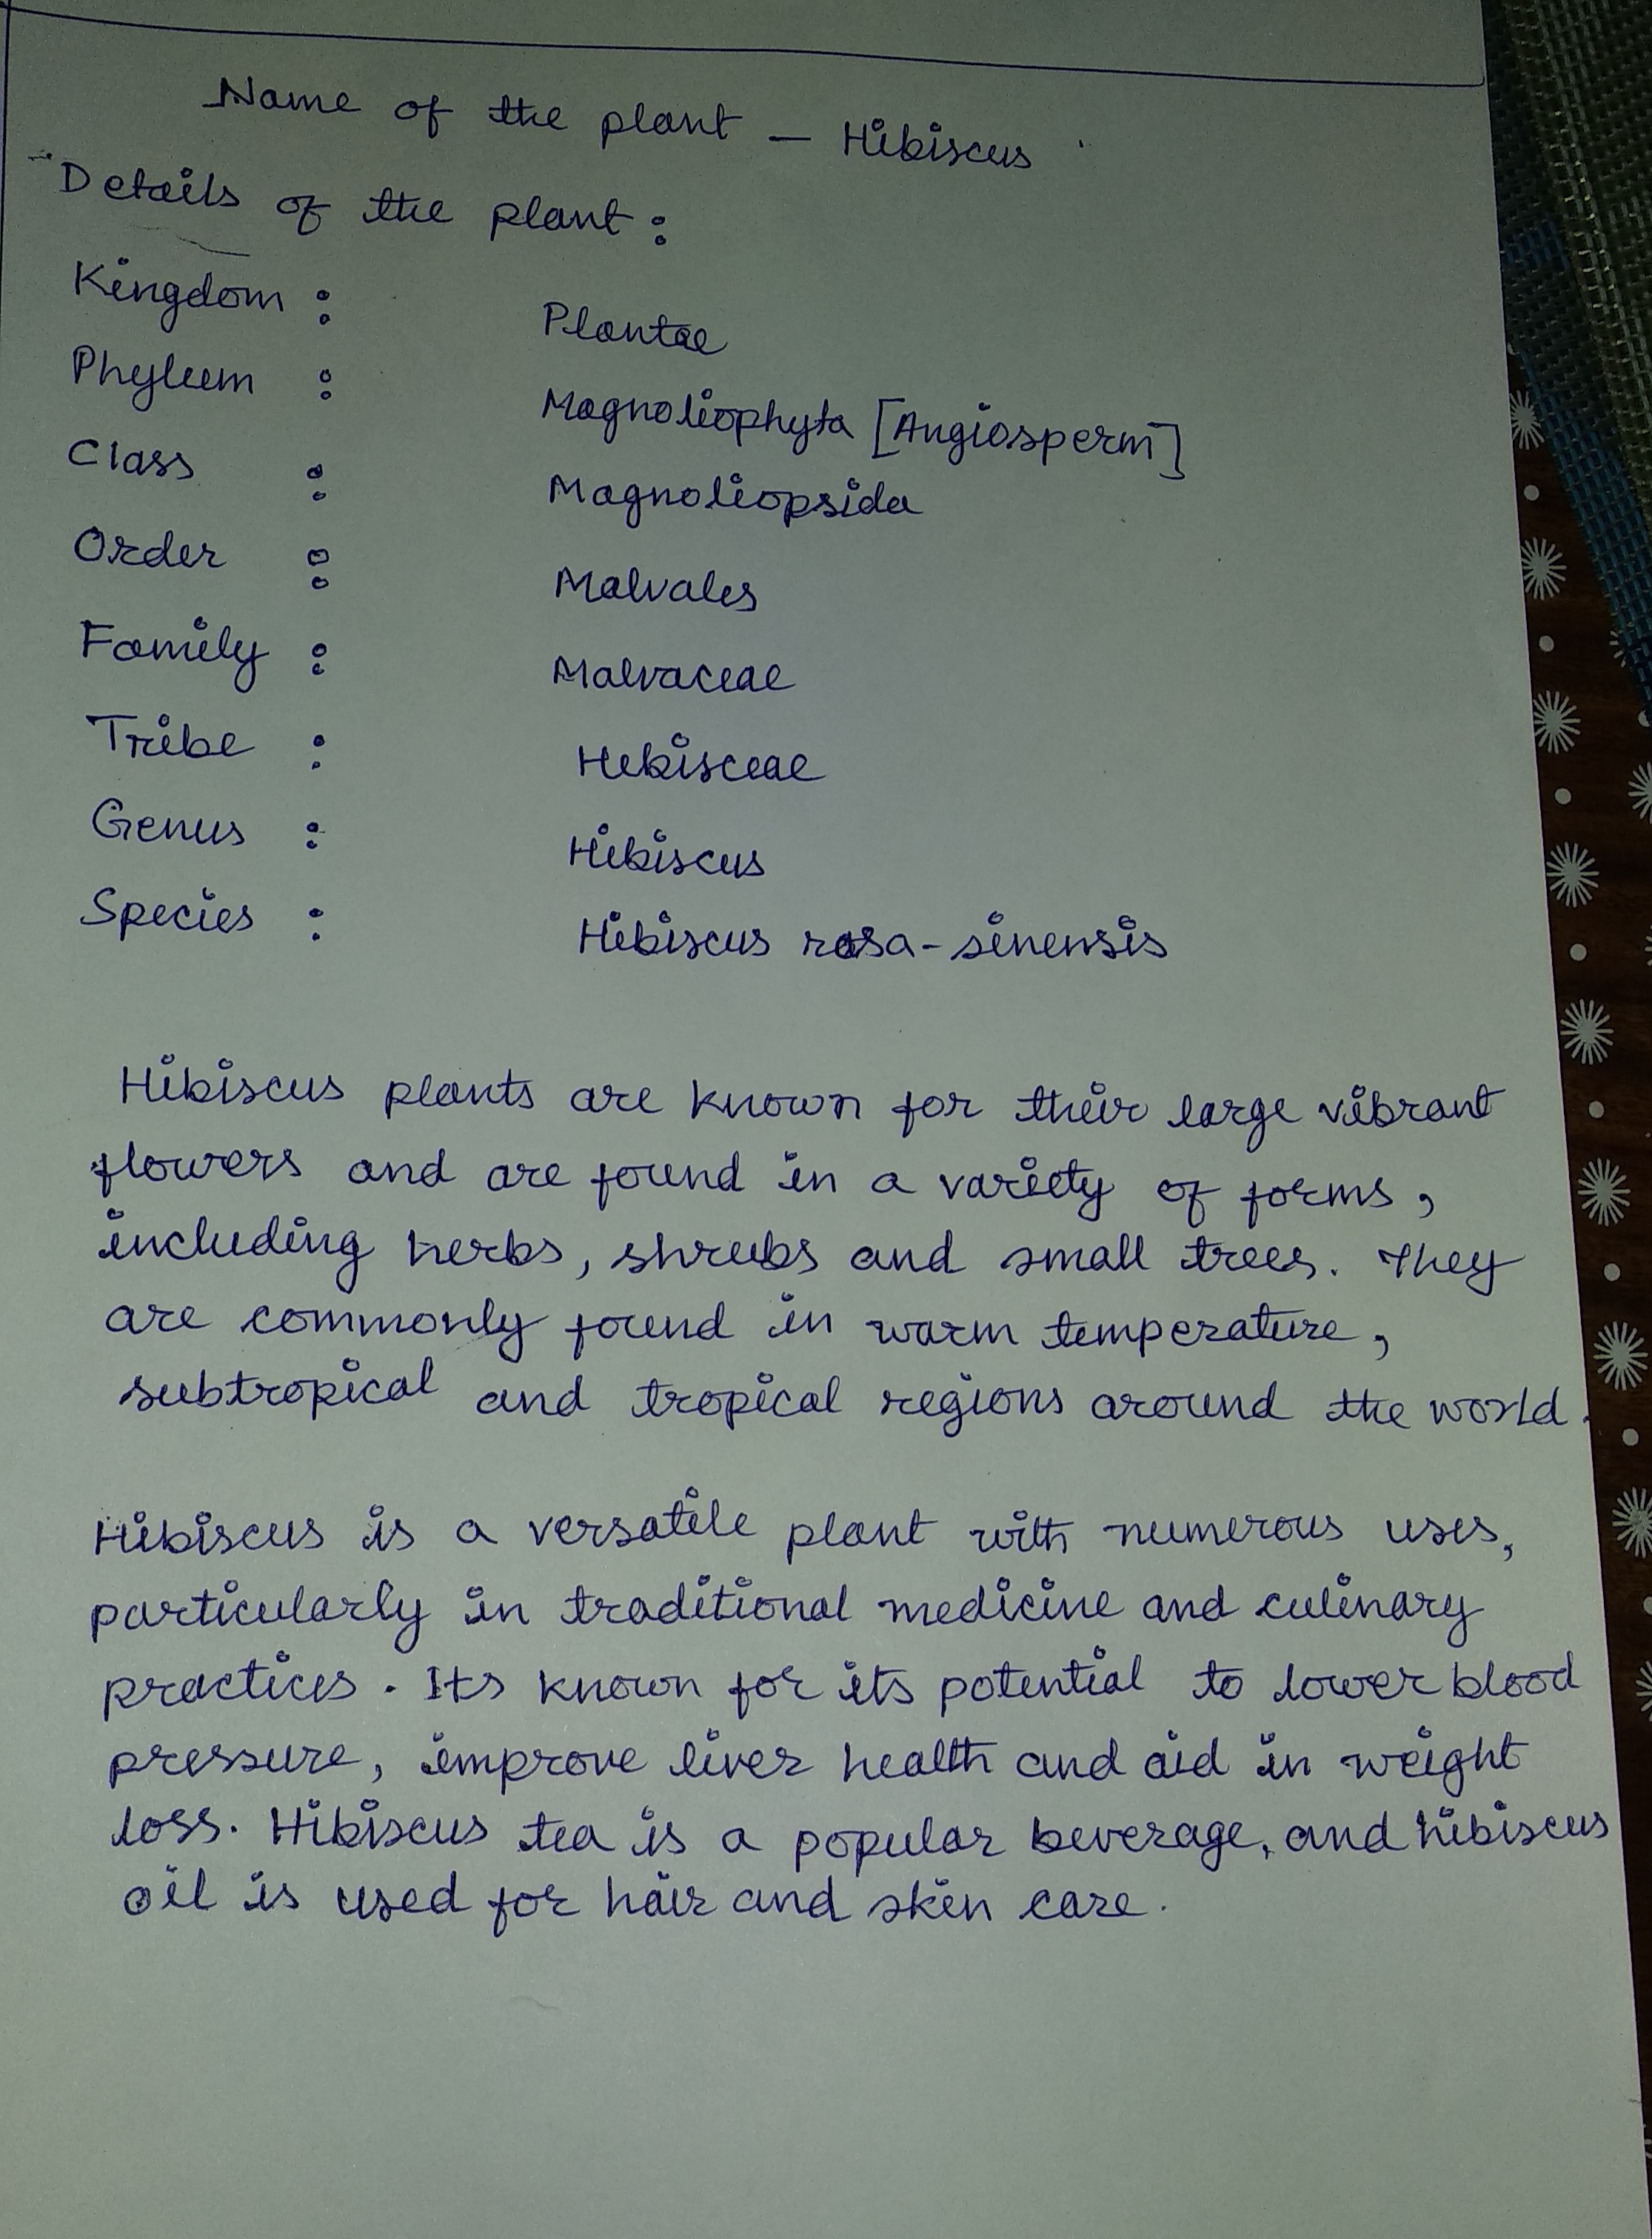 Name of the plant – Hibiscus
Details of the plant :
Kingdom : Plantae
Phylum : Magnoliophyta [Angiosperm]
Class : Magnoliopsida
Order : Malvales
Family : Malvaceae
Tribe : Hibisceae
Genus : Hibiscus
Species : Hibiscus rosa-sinensis
Hibiscus plants are known for their large vibrant
flowers and are found in a variety of forms,
including herbs, shrubs and small trees. They
are commonly found in warm temperature,
subtropical and tropical regions around the world.
Hibiscus is a versatile plant with numerous uses,
particularly in traditional medicine and culinary
practices. Its known for its potential to lower blood
pressure, improve liver health and aid in weight
loss. Hibiscus tea is a popular beverage, and hibiscus
oil is used for hair and skin care.